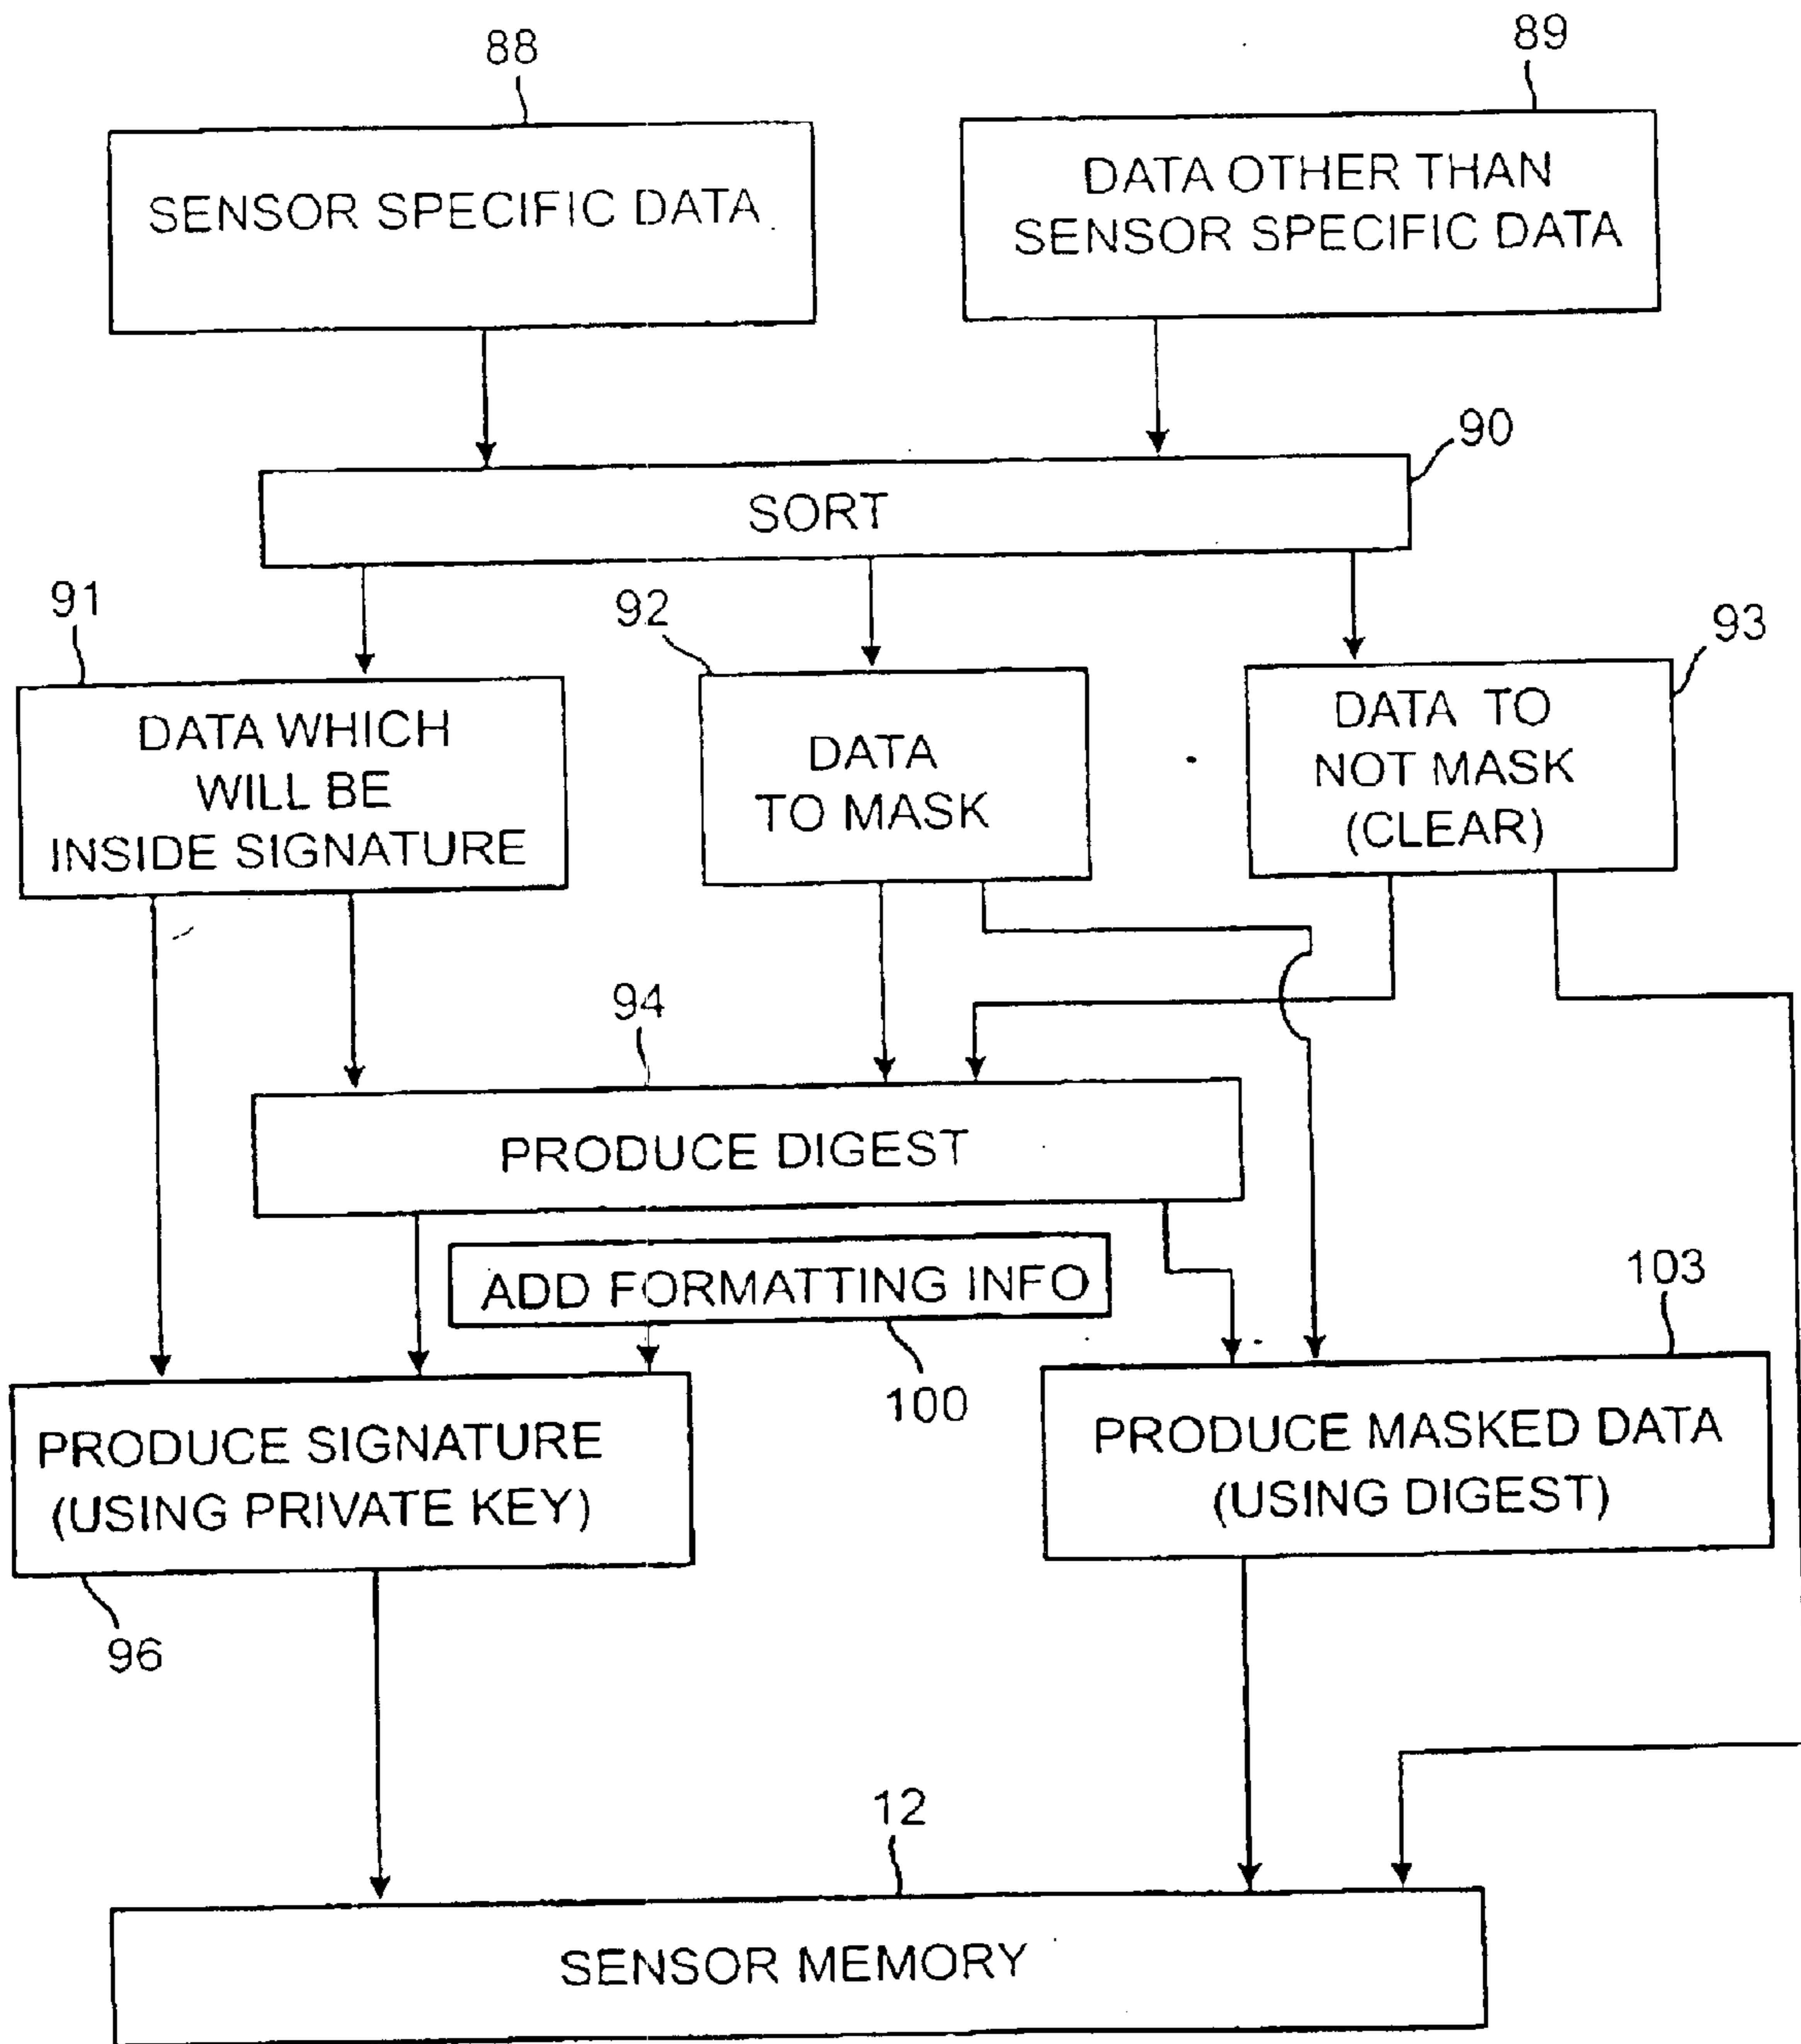 88
89
SENSOR SPECIFIC DATA
DATA OTHER THAN
SENSOR SPECIFIC DATA
90
SORT
91
92
93
DATA WHICH
WILL BE
INSIDE SIGNATURE
DATA
TO MASK
DATA TO
NOT MASK
(CLEAR)
94
PRODUCE DIGEST
ADD FORMATTING INFO
100
103
PRODUCE SIGNATURE
(USING PRIVATE KEY)
PRODUCE MASKED DATA
(USING DIGEST)
96
12
SENSOR MEMORY